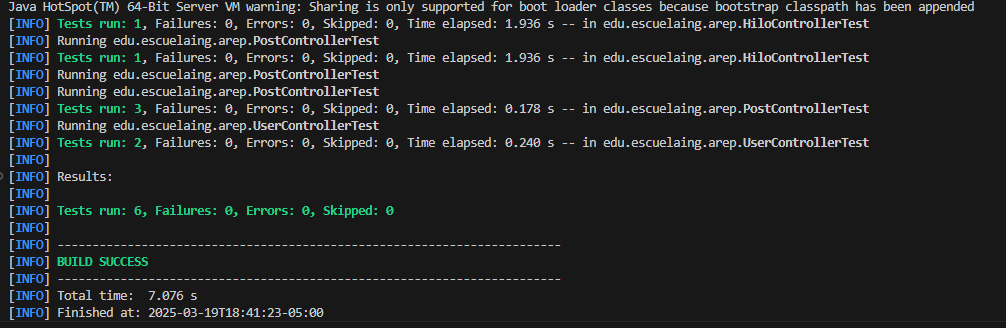 Java HotSpot(TM) 64-Bit Server VM warning: Sharing is only supported for boot loader classes because bootstrap classpath has been appended
[INFO] Tests run: 1, Failures: 0, Errors: 0, Skipped: 0, Time elapsed: 1.936 s -- in edu.escuelaing.arep.HiloControllerTest
[INFO] Running edu.escuelaing.arep.PostControllerTest
[INFO] Tests run: 1, Failures: 0, Errors: 0, Skipped: 0, Time elapsed: 1.936 s -- in edu.escuelaing.arep.HiloControllerTest
[INFO] Running edu.escuelaing.arep.PostControllerTest
[INFO] Running edu.escuelaing.arep.PostControllerTest
[INFO] Tests run: 3, Failures: 0, Errors: 0, Skipped: 0, Time elapsed: 0.178 s -- in edu.escuelaing.arep.PostControllerTest
[INFO] Running edu.escuelaing.arep.UserControllerTest
[INFO] Tests run: 2, Failures: 0, Errors: 0, Skipped: 0, Time elapsed: 0.240 s -- in edu.escuelaing.arep.UserControllerTest
[INFO]
[INFO] Results:
[INFO]
[INFO] Tests run: 6, Failures: 0, Errors: 0, Skipped: 0
[INFO]
[INFO] ------------------------------------------------------------------------
[INFO] BUILD SUCCESS
[INFO] ------------------------------------------------------------------------
[INFO] Total time:  7.076 s
[INFO] Finished at: 2025-03-19T18:41:23-05:00